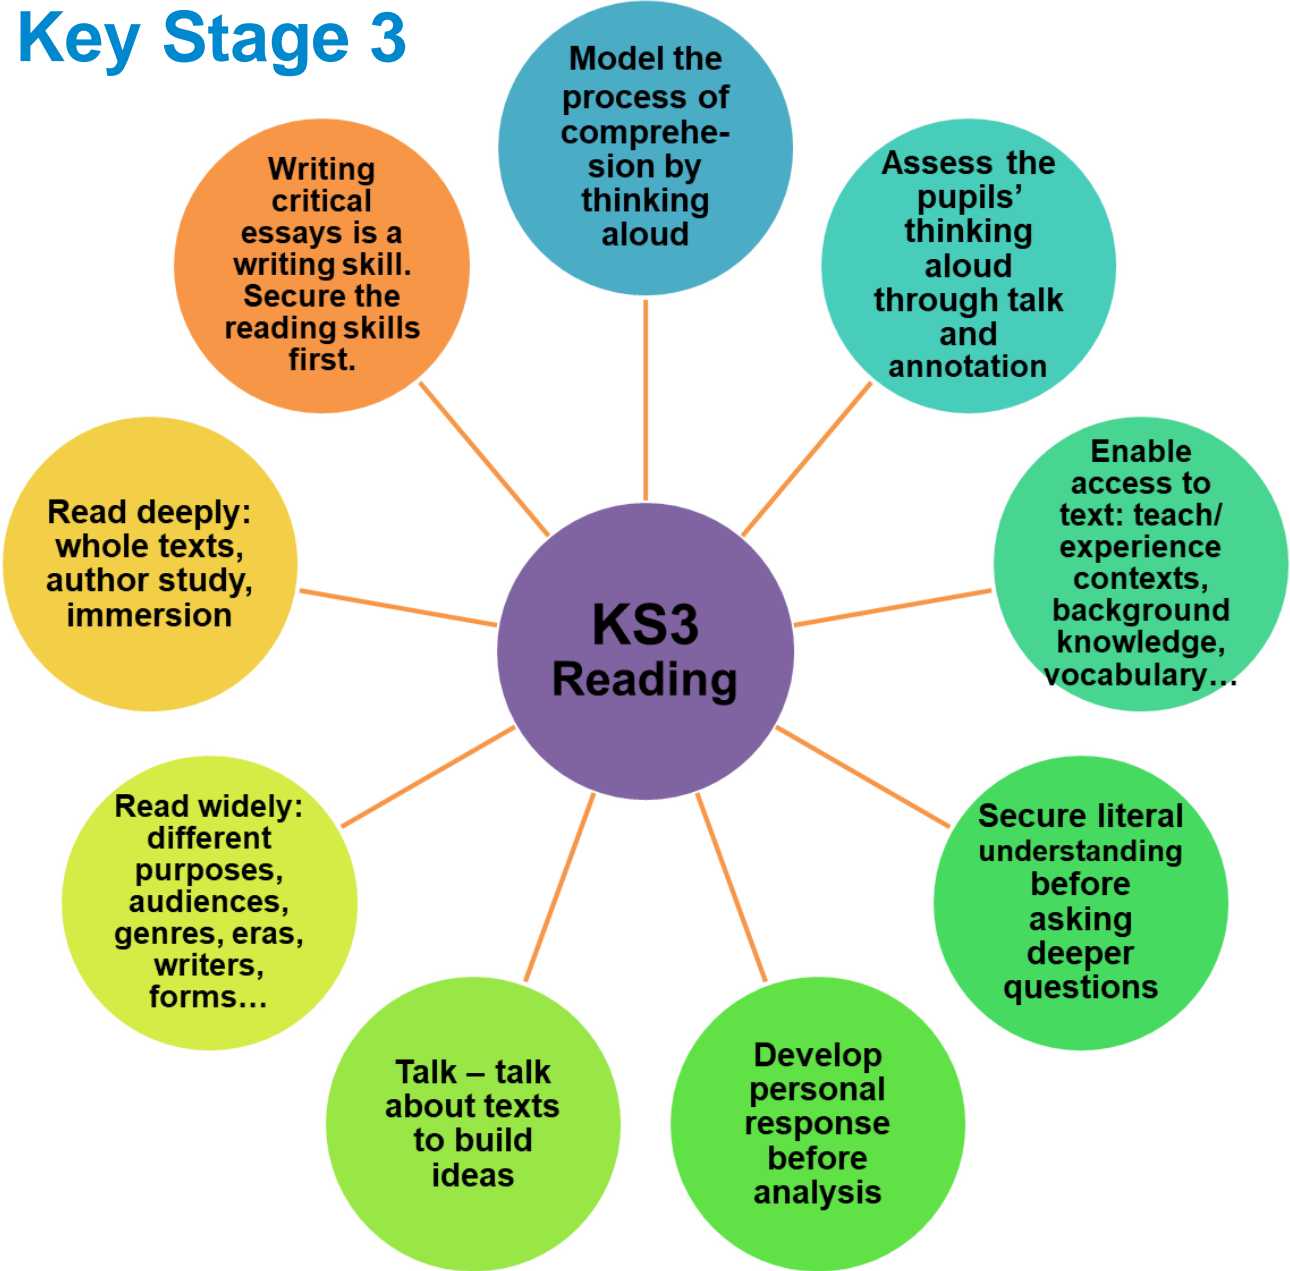 Key Stage 3
Model the
process of
comprehe-
sion by
thinking
aloud
Assess the
pupils’
thinking
aloud
through talk
and
annotation
Enable
access to
text: teach/
experience
contexts,
background
knowledge,
vocabulary…
Secure literal
understanding
before
asking
deeper
questions
Develop
personal
response
before
analysis
Talk – talk
about texts
to build
ideas
Read widely:
different
purposes,
audiences,
genres, eras,
writers,
forms…
Read deeply:
whole texts,
author study,
immersion
Writing
critical
essays is a
writing skill.
Secure the
reading skills
first.
KS3
Reading